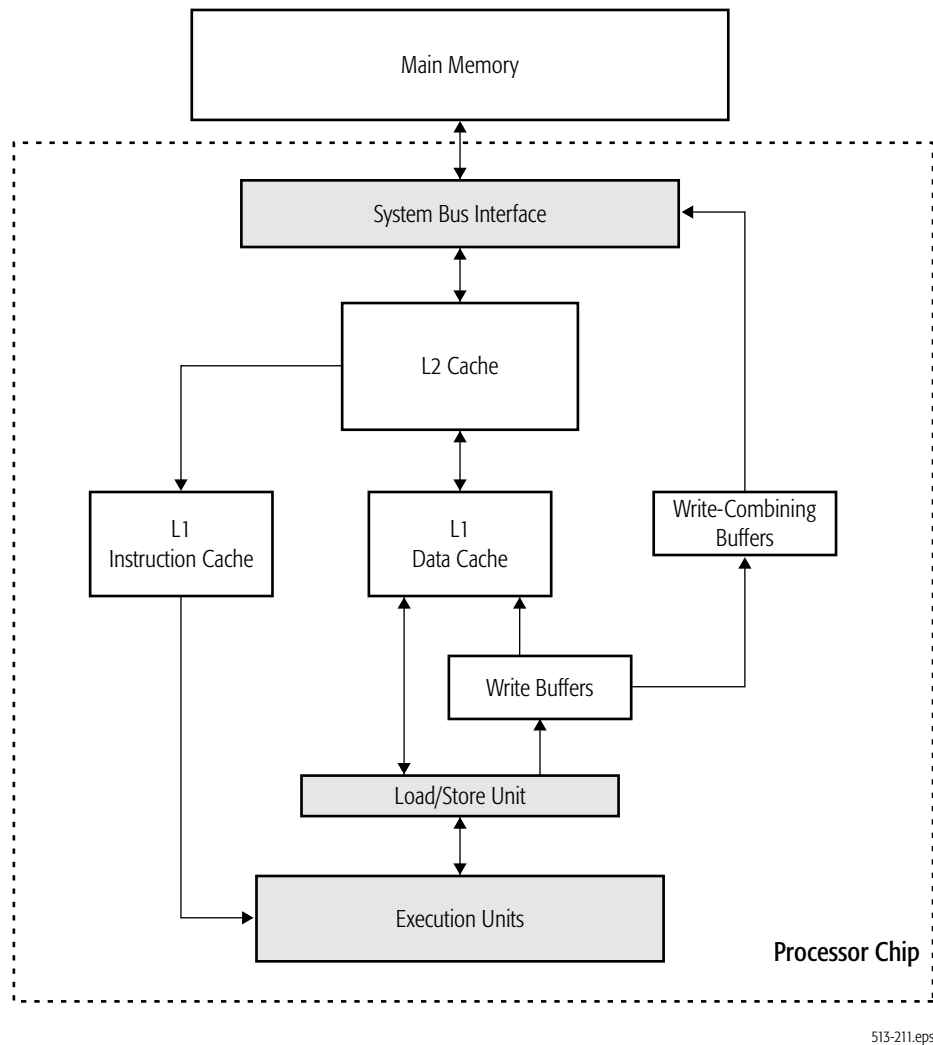 Main Memory
System Bus Interface
L2 Cache
L1
Instruction Cache
L1
Data Cache
Write-Combining
Buffers
Write Buffers
Load/Store Unit
Execution Units
Processor Chip
513-211.eps